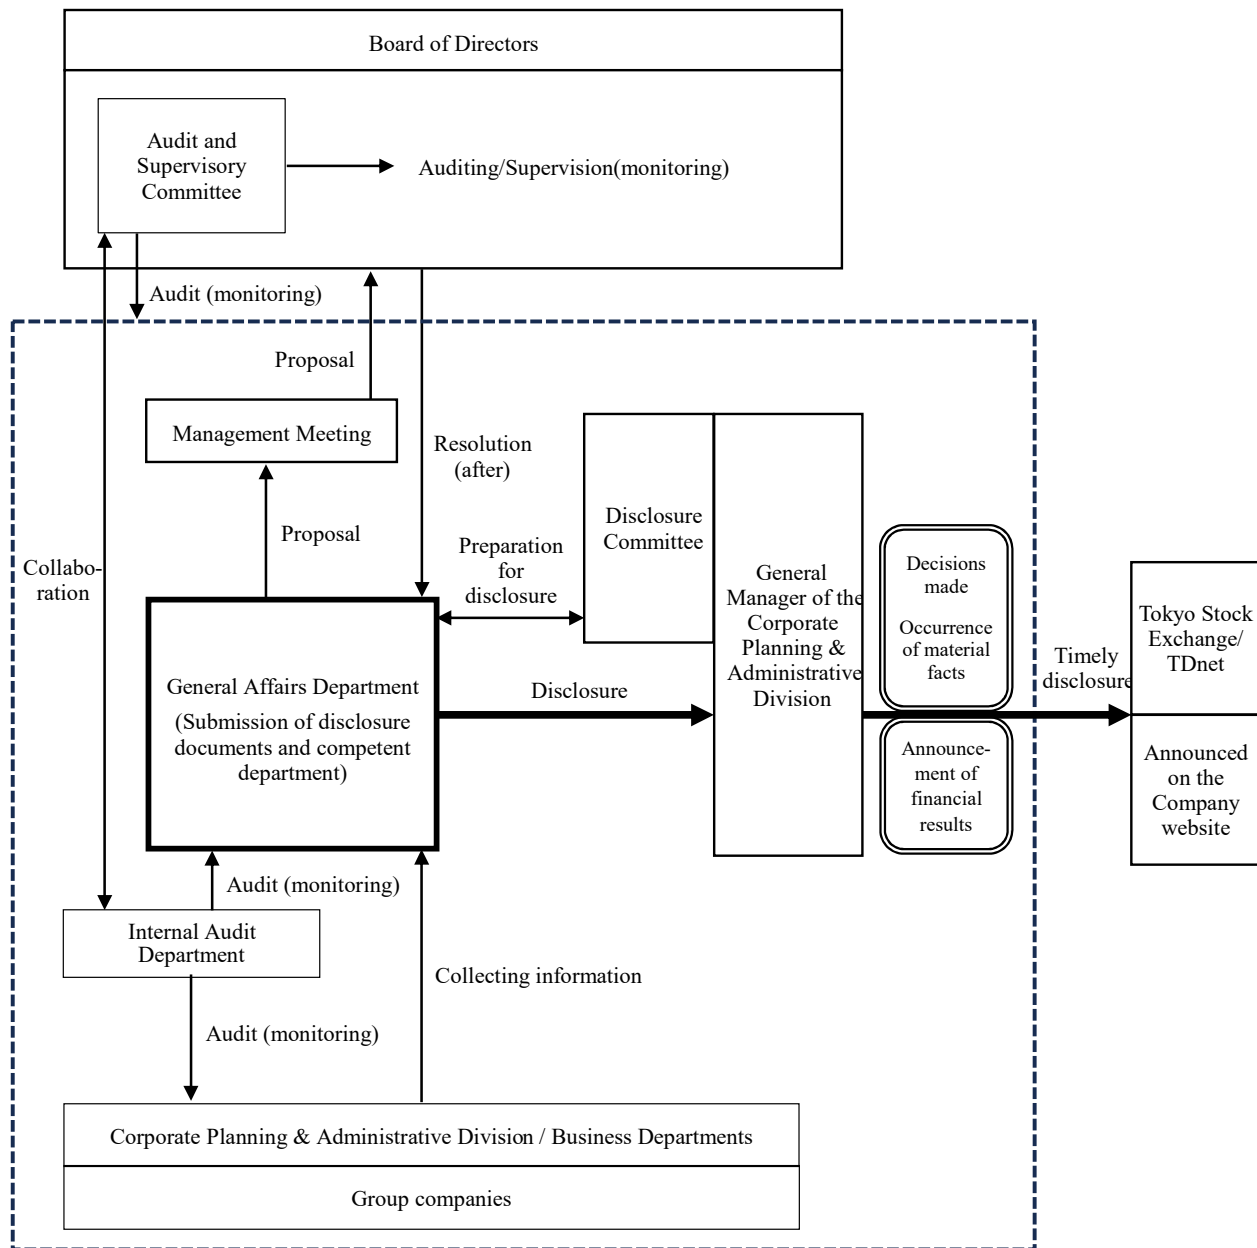 Board of Directors
Audit and
Supervisory
Committee
Auditing/Supervision(monitoring)
Audit (monitoring)
Proposal
Management Meeting
Resolution
(after)
Proposal
Collabo-
ration
Preparation
for
disclosure
Disclosure
Committee
General
Manager of the
Corporate
Planning &
Administrative
Division
Decisions
made
Occurrence
of material
facts
Announce-
ment of
financial
results
Timely
disclosure
Tokyo Stock
Exchange/
TDnet
Announced
on the
Company
website
General Affairs Department
(Submission of disclosure
documents and competent
department)
Disclosure
Audit (monitoring)
Internal Audit
Department
Collecting information
Audit (monitoring)
Corporate Planning & Administrative Division / Business Departments
Group companies